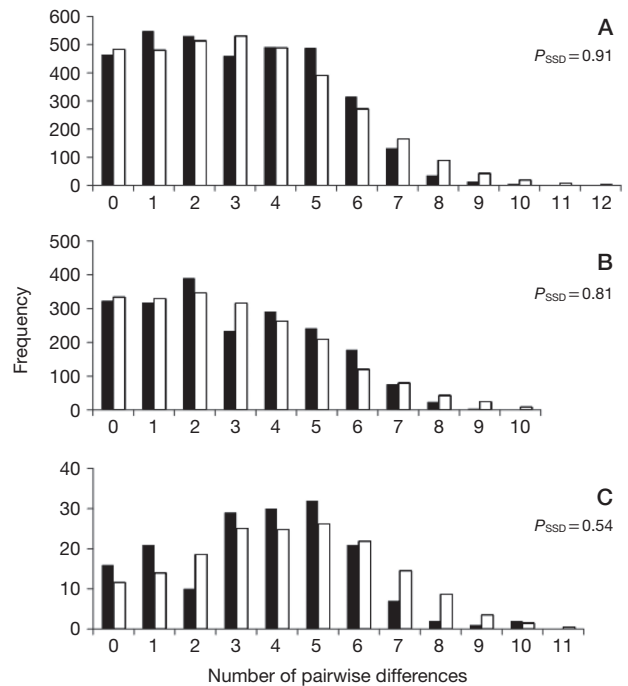 600
500
400
300
200
100
0
A
P_SSD = 0.91
0 1 2 3 4 5 6 7 8 9 10 11 12
500
400
300
200
100
0
B
P_SSD = 0.81
0 1 2 3 4 5 6 7 8 9 10
Frequency
40
30
20
10
0
C
P_SSD = 0.54
0 1 2 3 4 5 6 7 8 9 10 11
Number of pairwise differences